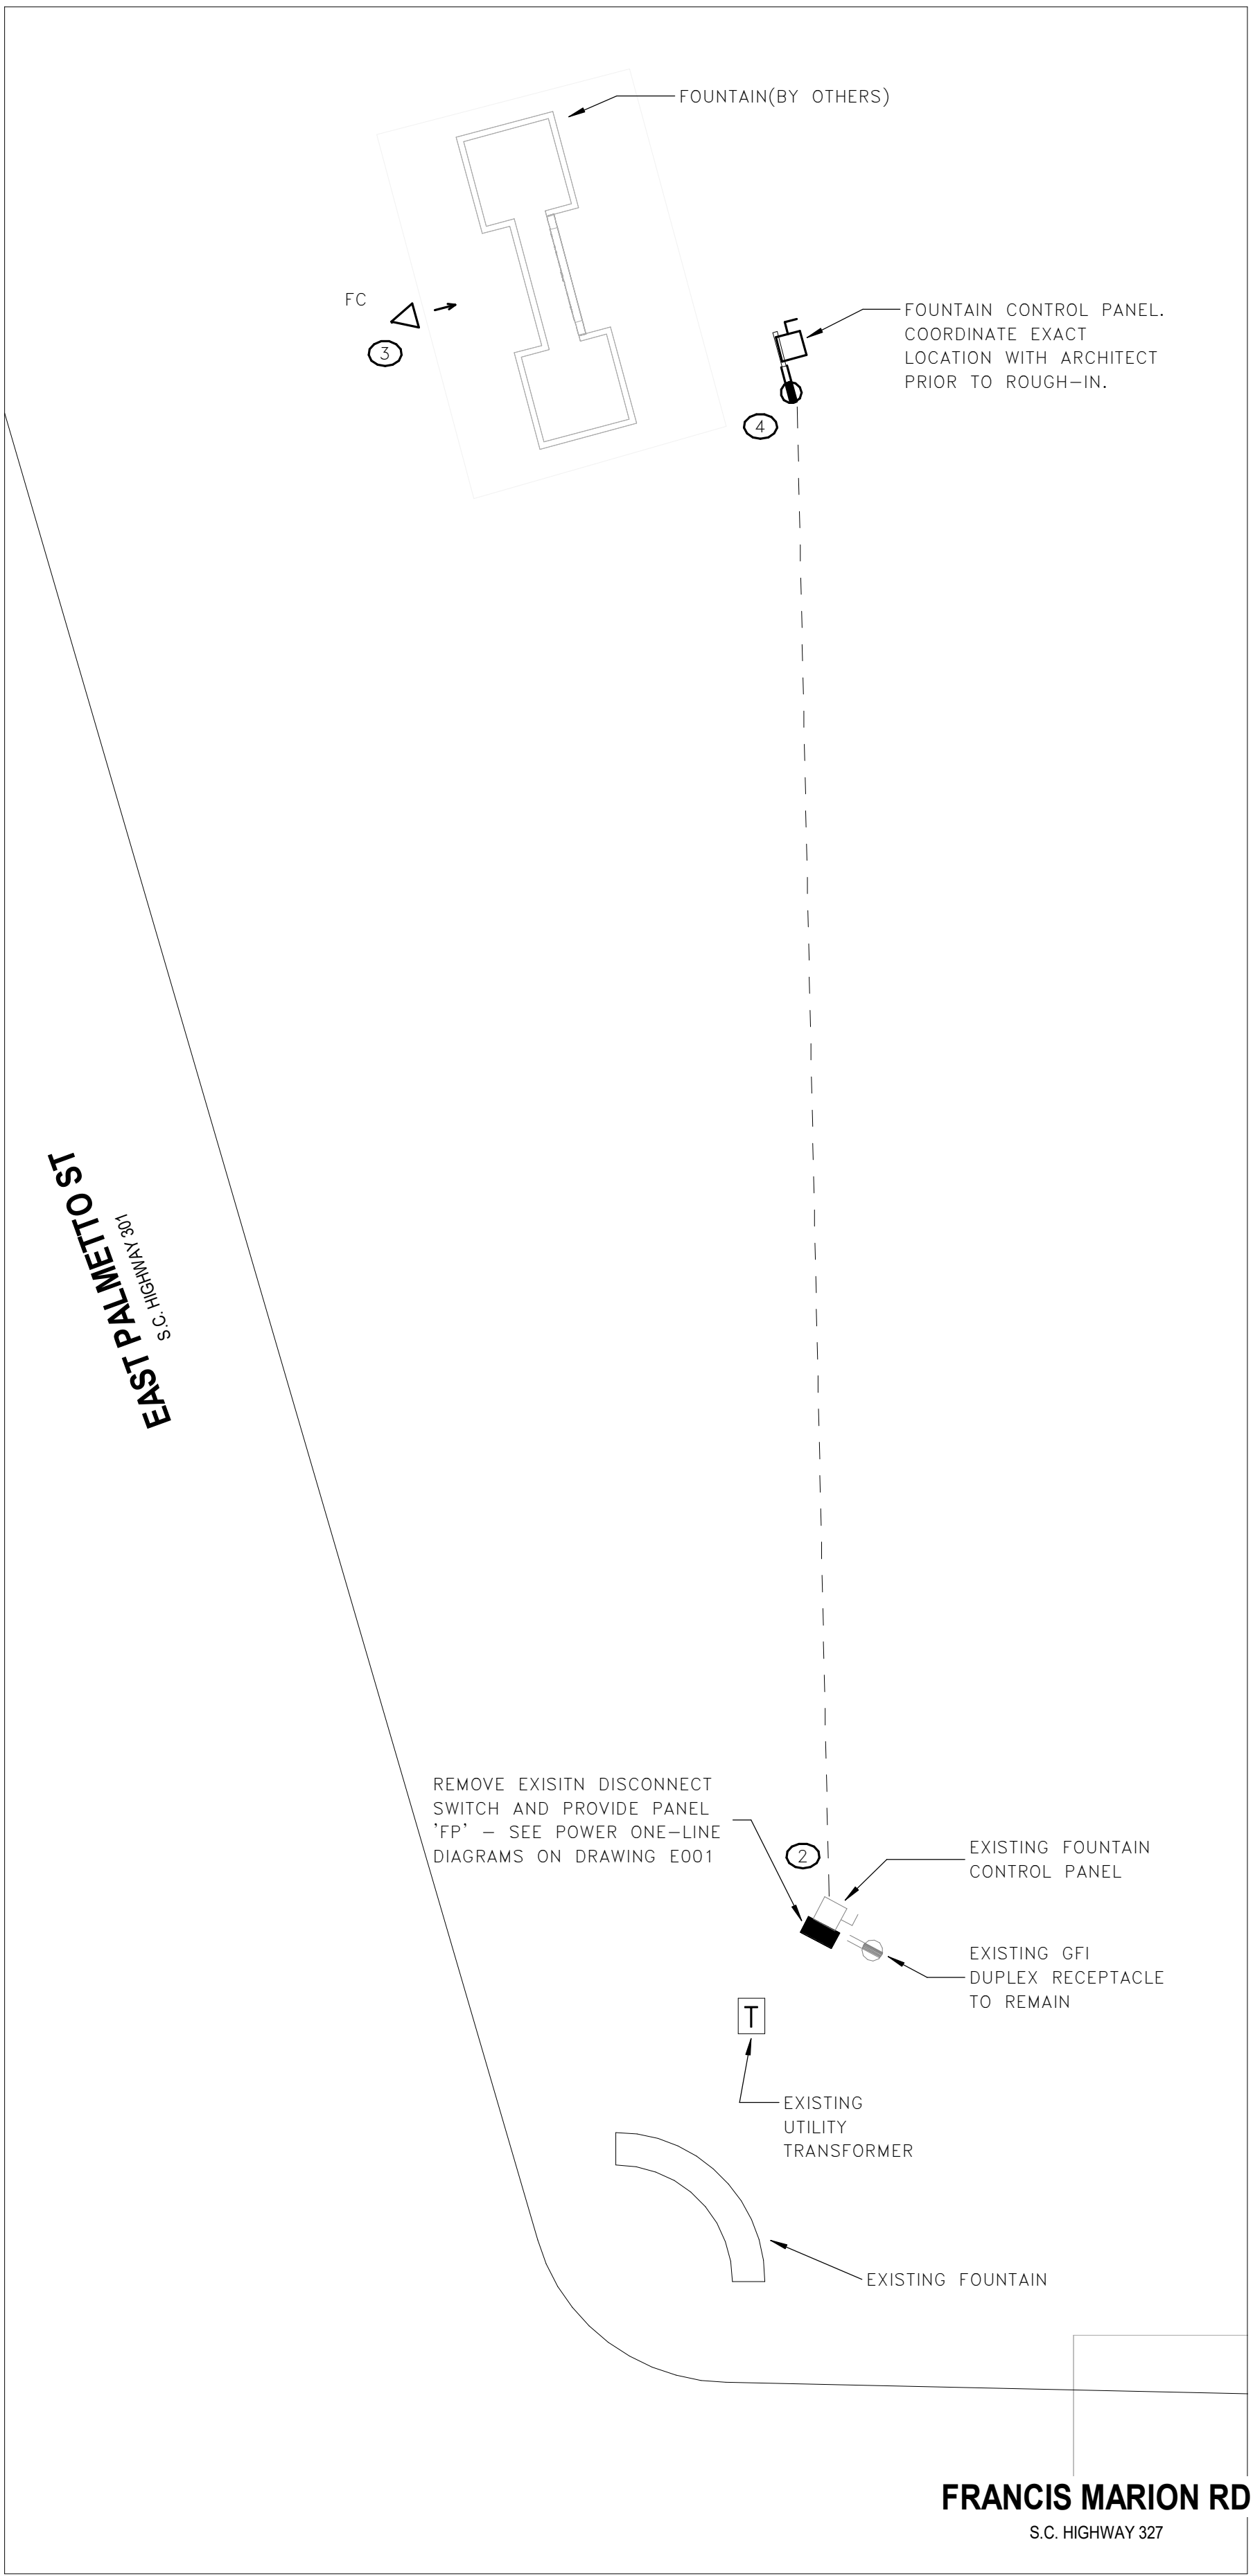 FOUNTAIN(BY OTHERS)
FC
3
FOUNTAIN CONTROL PANEL.
COORDINATE EXACT
LOCATION WITH ARCHITECT
PRIOR TO ROUGH-IN.
4
EAST PALMETTO ST
S.C. HIGHWAY 301
REMOVE EXISITN DISCONNECT
SWITCH AND PROVIDE PANEL
'FP' - SEE POWER ONE-LINE
DIAGRAMS ON DRAWING E001
2
EXISTING FOUNTAIN
CONTROL PANEL
EXISTING GFI
DUPLEX RECEPTACLE
TO REMAIN
T
EXISTING
UTILITY
TRANSFORMER
EXISTING FOUNTAIN
FRANCIS MARION RD
S.C. HIGHWAY 327